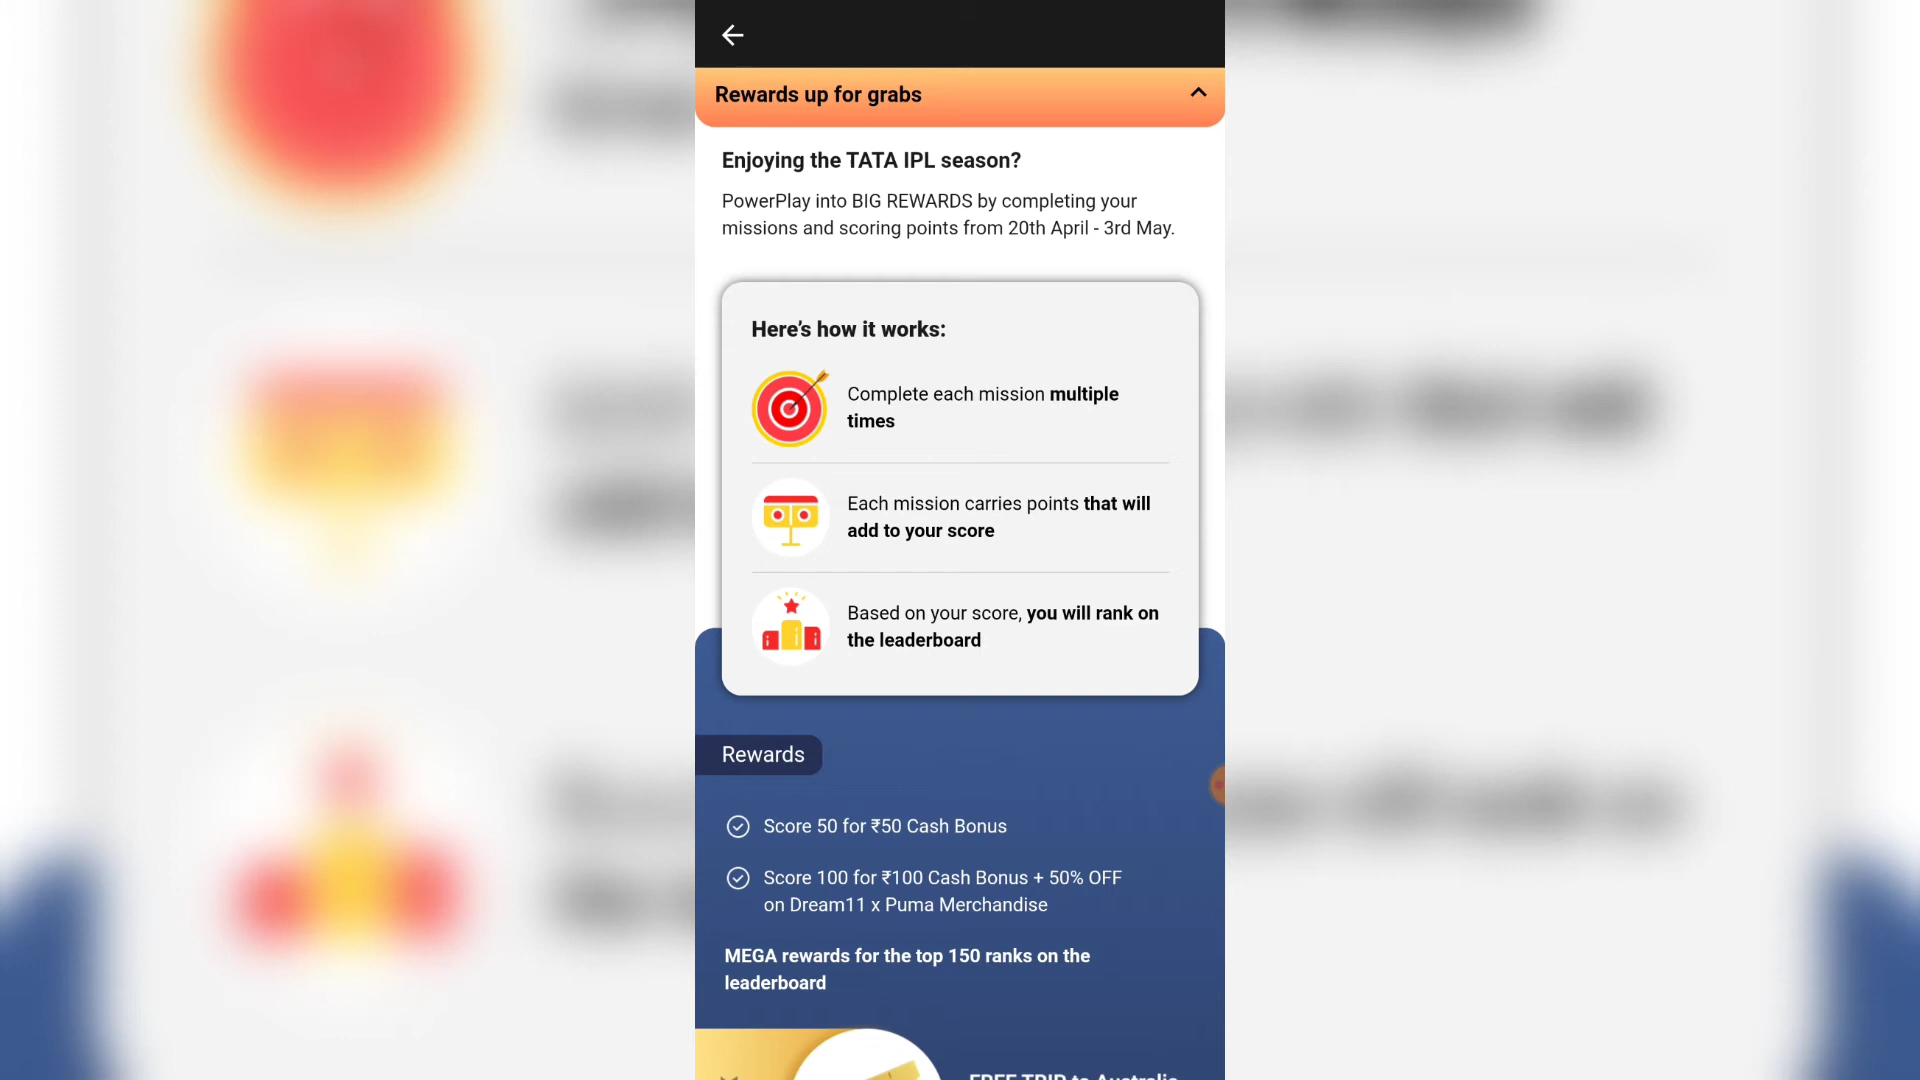 Rewards up for grabs
Enjoying the TATA IPL season?
PowerPlay into BIG REWARDS by completing your
missions and scoring points from 20th April - 3rd May.
Here's how it works:
Complete each mission multiple
times
Each mission carries points that will
add to your score
Based on your score, you will rank on
the leaderboard
Rewards
Score 50 for ₹50 Cash Bonus
Score 100 for ₹100 Cash Bonus + 50% OFF
on Dream11 x Puma Merchandise
MEGA rewards for the top 150 ranks on the
leaderboard
FREE TRIP to Australia